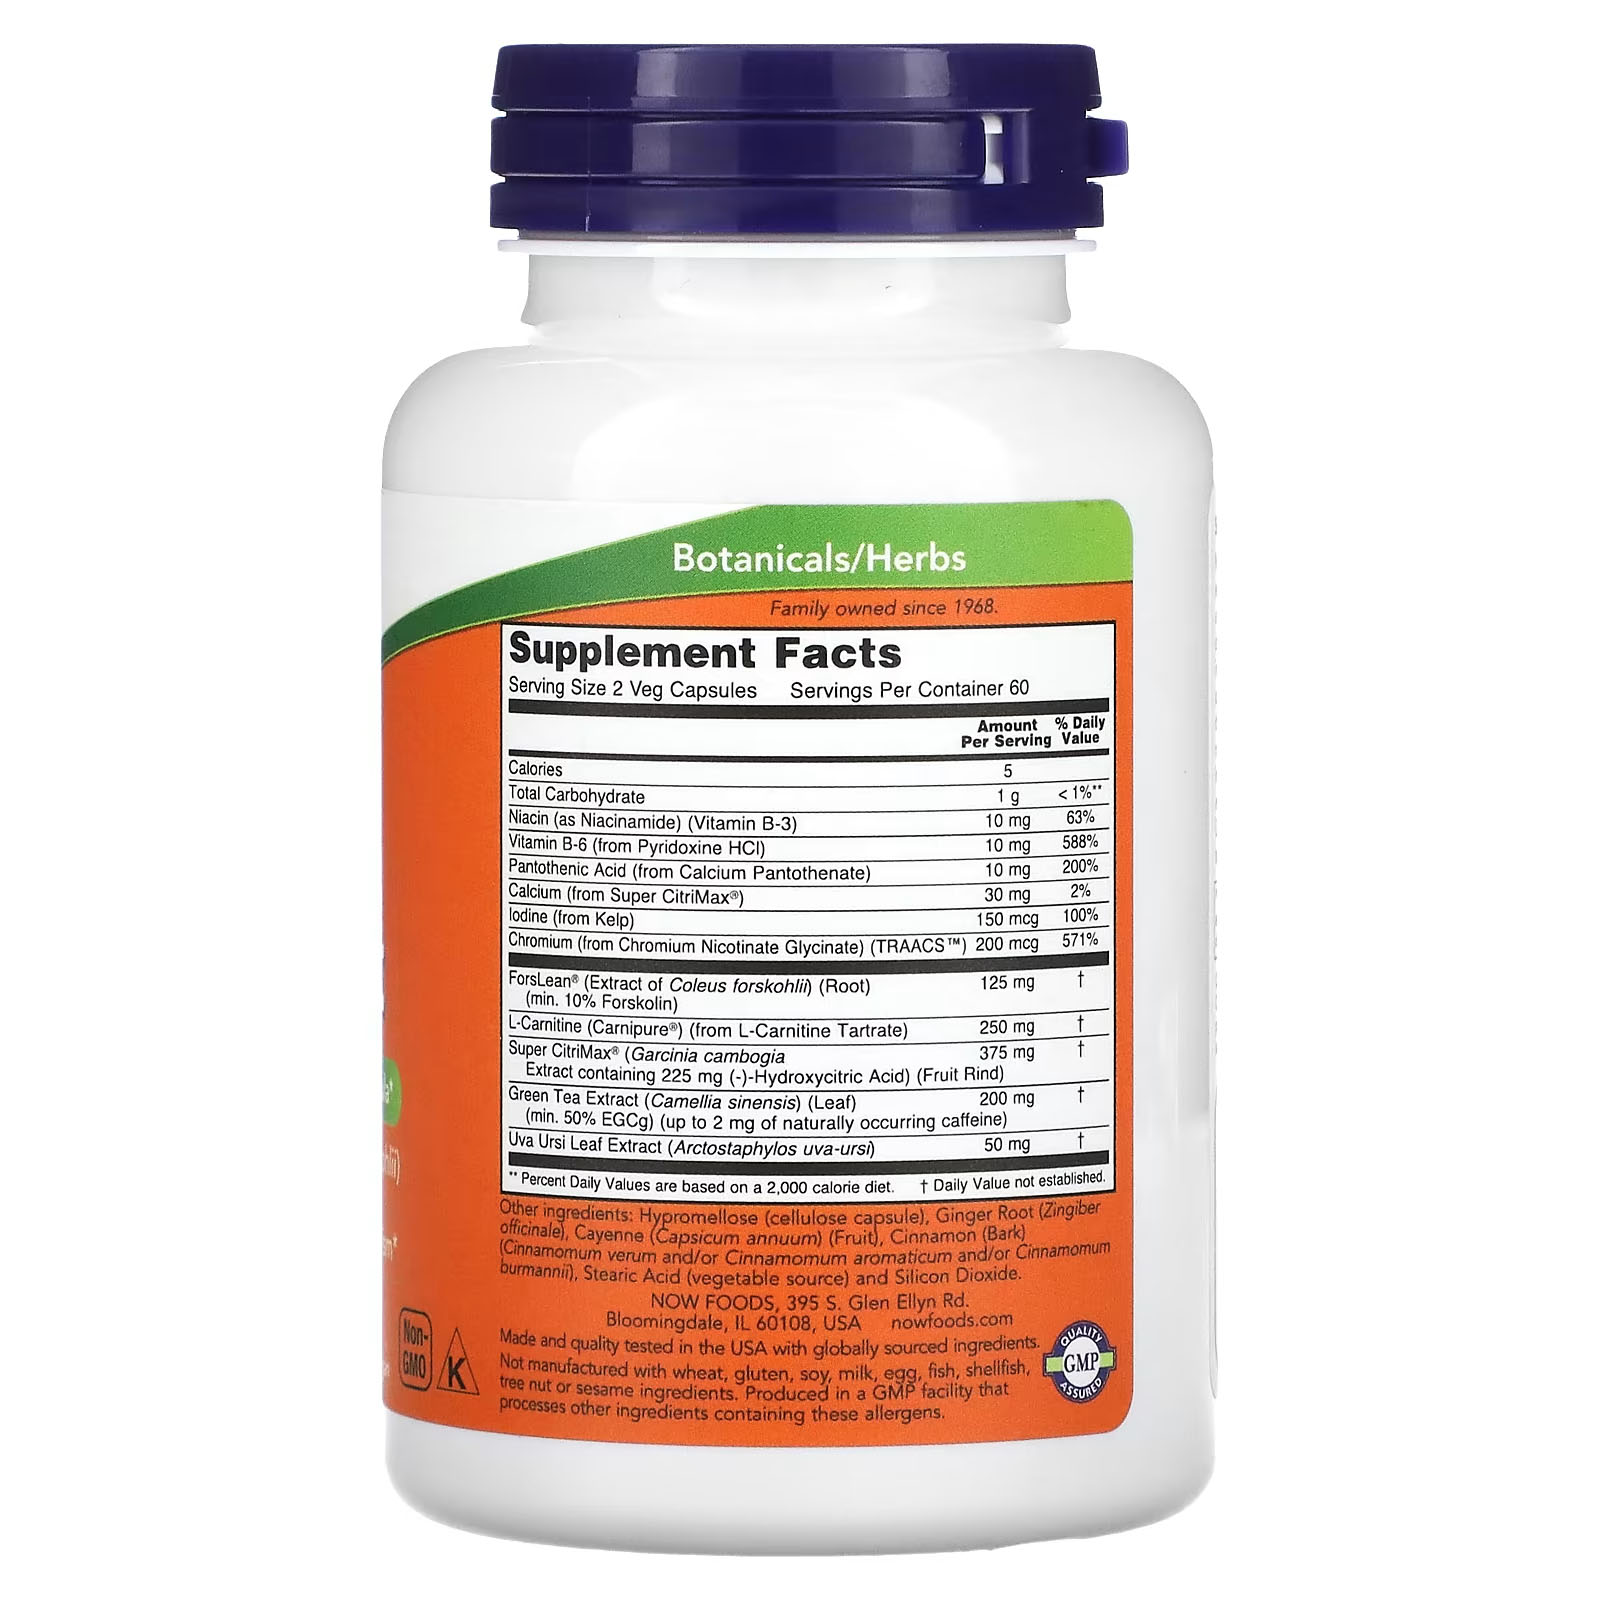 Botanicals/Herbs
Family owned since 1968.
Supplement Facts
Serving Size 2 Veg Capsules Servings Per Container 60
Amount Per Serving % Daily Value
Calories 5
Total Carbohydrate 1 g < 1%**
Niacin (as Niacinamide) (Vitamin B-3) 10 mg 63%
Vitamin B-6 (from Pyridoxine HCl) 10 mg 588%
Pantothenic Acid (from Calcium Pantothenate) 10 mg 200%
Calcium (from Super CitriMax®) 30 mg 2%
Iodine (from Kelp) 150 mcg 100%
Chromium (from Chromium Nicotinate Glycinate) (TRAACS™) 200 mcg 571%
ForsLean® (Extract of Coleus forskohlii) (Root) 125 mg †
(min. 10% Forskolin)
L-Carnitine (Carnipure®) (from L-Carnitine Tartrate) 250 mg †
Super CitriMax® (Garcinia cambogia 375 mg †
Extract containing 225 mg (-)-Hydroxycitric Acid) (Fruit Rind)
Green Tea Extract (Camellia sinensis) (Leaf) 200 mg †
(min. 50% EGCg) (up to 2 mg of naturally occurring caffeine)
Uva Ursi Leaf Extract (Arctostaphylos uva-ursi) 50 mg †
** Percent Daily Values are based on a 2,000 calorie diet. † Daily Value not established.
Other ingredients: Hypromellose (cellulose capsule), Ginger Root (Zingiber
officinale), Cayenne (Capsicum annuum) (Fruit), Cinnamon (Bark)
(Cinnamomum verum and/or Cinnamomum aromaticum and/or Cinnamomum
burmannii), Stearic Acid (vegetable source) and Silicon Dioxide.
NOW FOODS, 395 S. Glen Ellyn Rd.
Bloomingdale, IL 60108, USA nowfoods.com
Made and quality tested in the USA with globally sourced ingredients.
Not manufactured with wheat, gluten, soy, milk, egg, fish, shellfish,
tree nut or sesame ingredients. Produced in a GMP facility that
processes other ingredients containing these allergens.
QUALITY
GMP
ASSURED
Non-
GMO
K